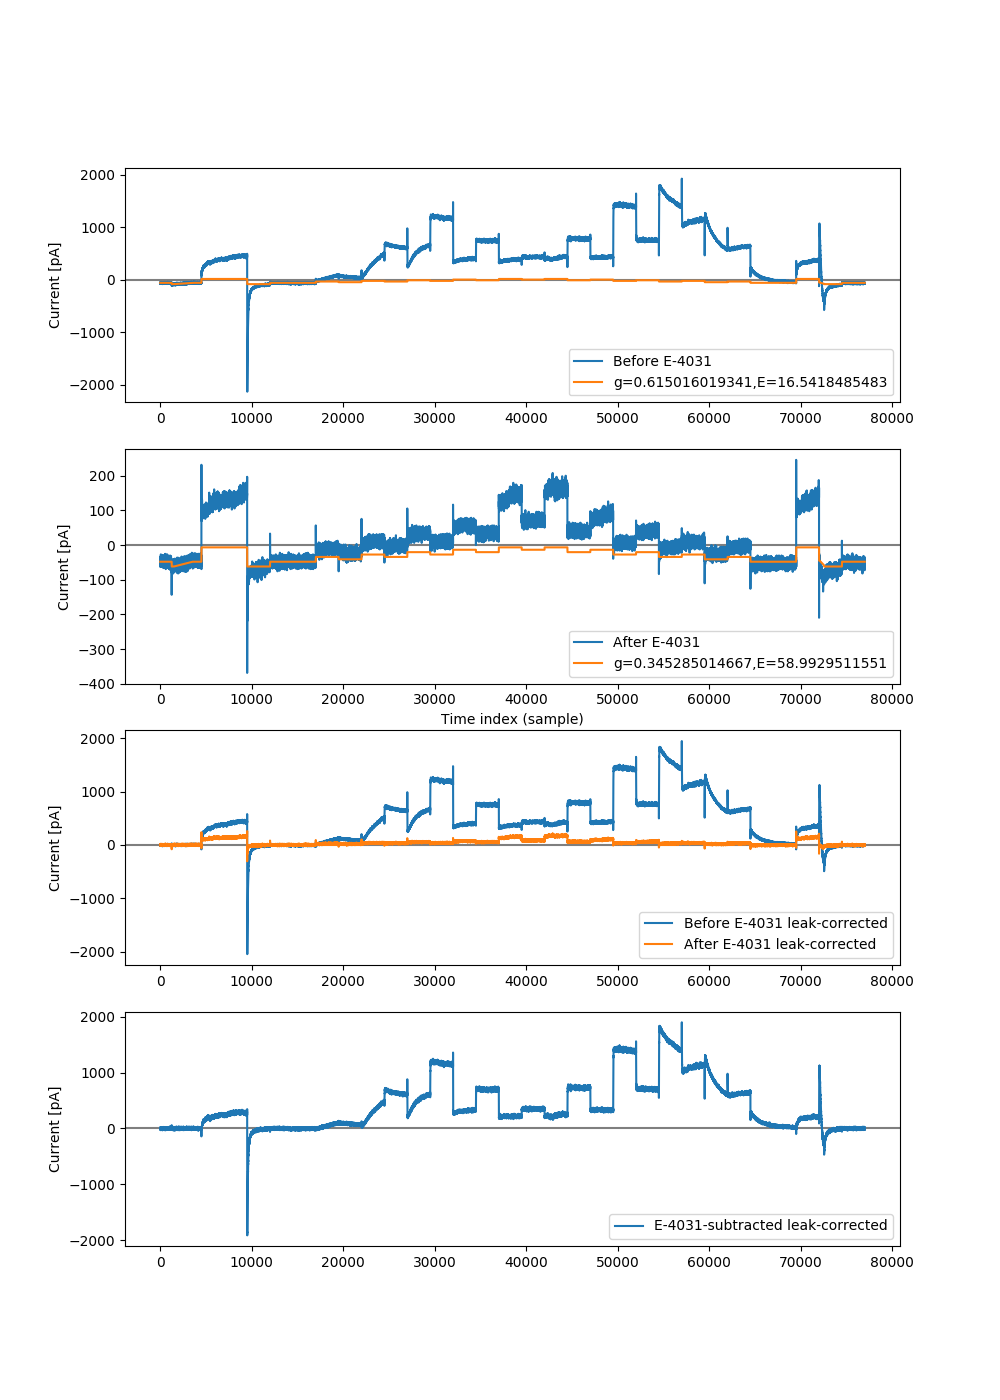 2000
1000
0
−1000
−2000
Current [pA]
Before E-4031
g=0.615016019341,E=16.5418485483
0 10000 20000 30000 40000 50000 60000 70000 80000
200
100
0
−100
−200
−300
−400
Current [pA]
After E-4031
g=0.345285014667,E=58.9929511551
0 10000 20000 30000 40000 50000 60000 70000 80000
Time index (sample)
2000
1000
0
−1000
−2000
Current [pA]
Before E-4031 leak-corrected
After E-4031 leak-corrected
0 10000 20000 30000 40000 50000 60000 70000 80000
2000
1000
0
−1000
−2000
Current [pA]
E-4031-subtracted leak-corrected
0 10000 20000 30000 40000 50000 60000 70000 80000